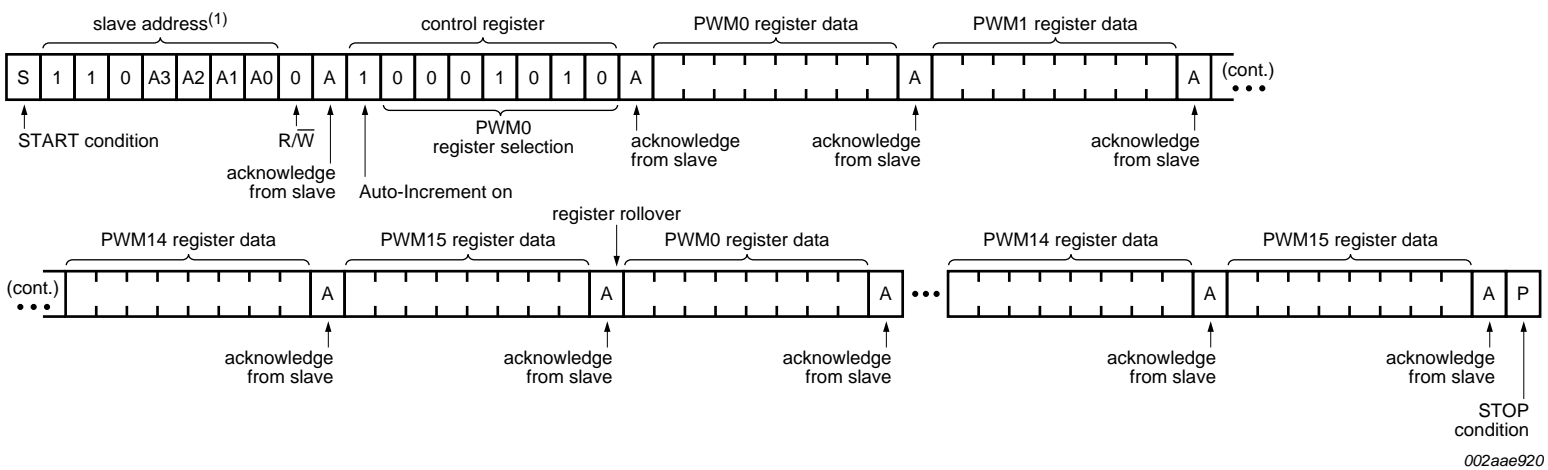 slave address(1) control register PWM0 register data PWM1 register data
S 1 1 0 A3 A2 A1 A0 0 A 1 0 0 0 1 0 1 0 A A A (cont.)
START condition R/W̅ PWM0 register selection acknowledge from slave acknowledge from slave acknowledge from slave
acknowledge from slave Auto-Increment on
register rollover
PWM14 register data PWM15 register data PWM0 register data PWM14 register data PWM15 register data
(cont.) A A A ••• A A P
acknowledge from slave acknowledge from slave acknowledge from slave acknowledge from slave acknowledge from slave
STOP condition
002aae920